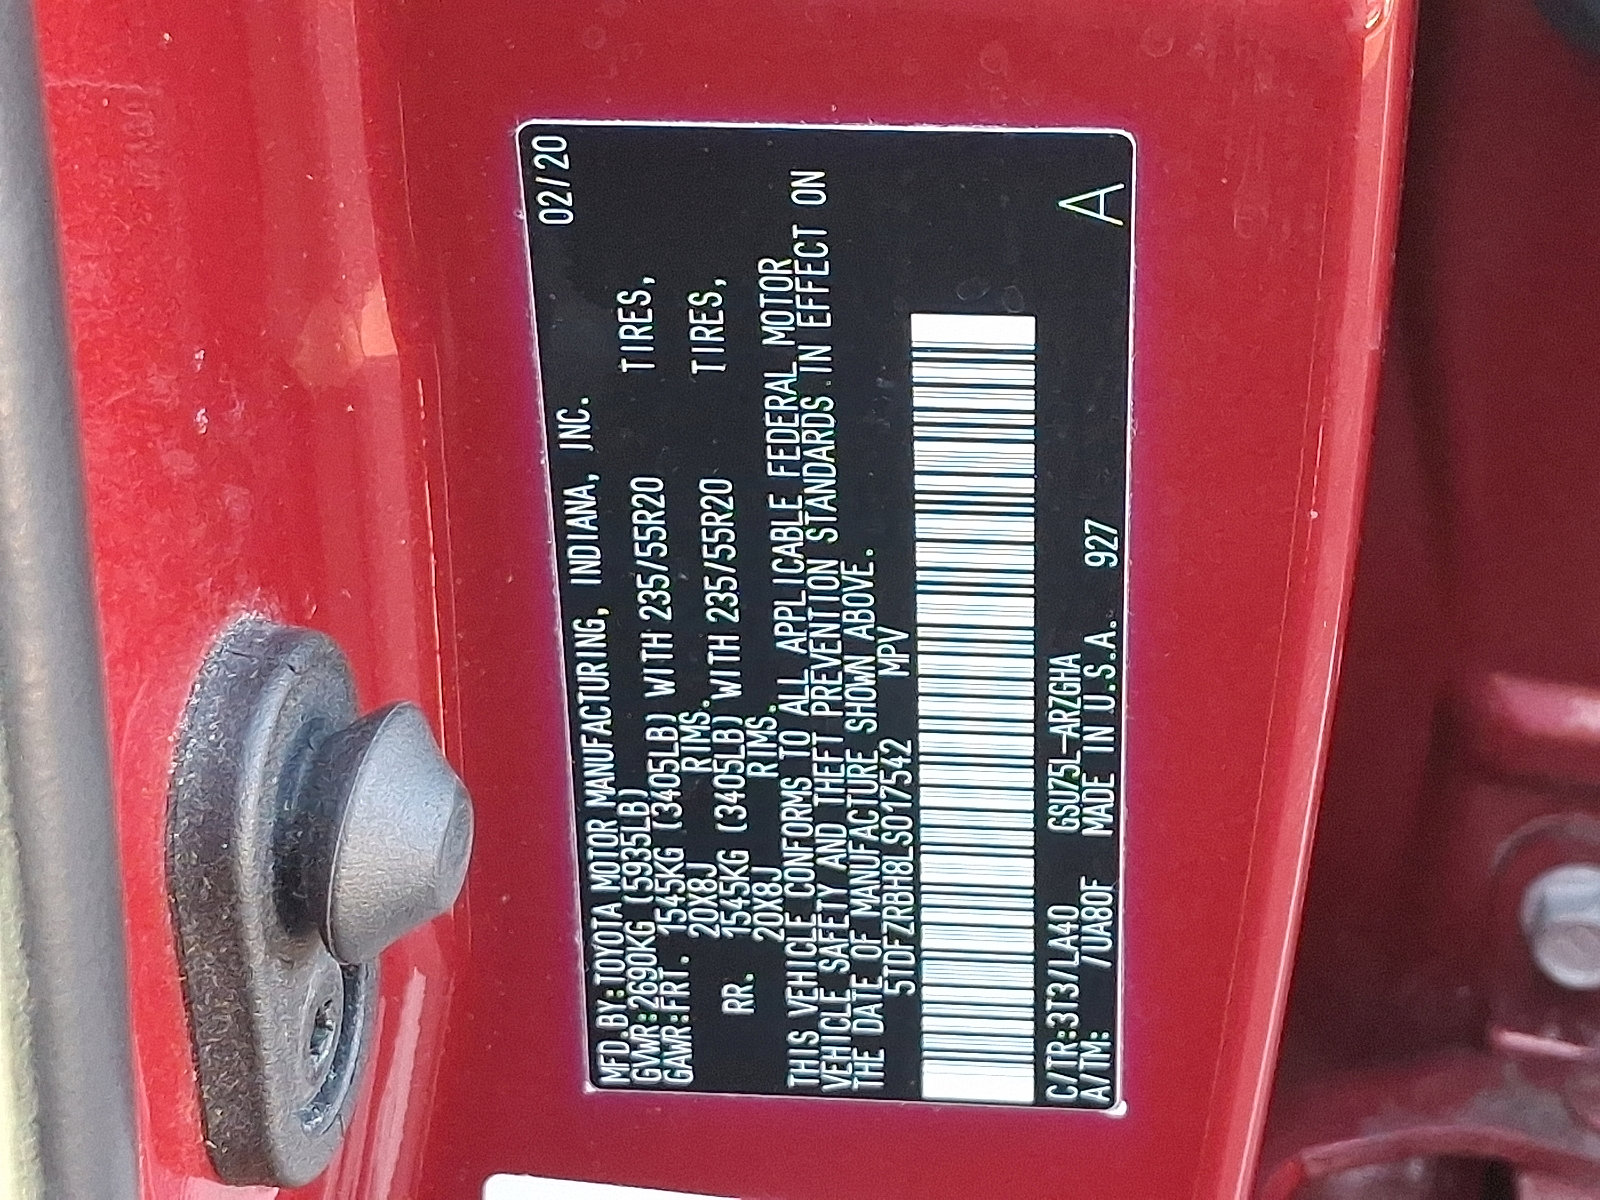 MFD.BY:TOYOTA MOTOR MANUFACTURING, INDIANA, INC. 02/20
GVWR:2690KG (5935LB)
GAWR:FRT. 1545KG (3405LB) WITH 235/55R20 TIRES,
20X8J RIMS.
RR. 1545KG (3405LB) WITH 235/55R20 TIRES,
20X8J RIMS.
THIS VEHICLE CONFORMS TO ALL APPLICABLE FEDERAL MOTOR
VEHICLE SAFETY AND THEFT PREVENTION STANDARDS IN EFFECT ON
THE DATE OF MANUFACTURE SHOWN ABOVE.
5TDFZRBH8LS017542 MPV
C/TR:3T3/LA40 GSU75L-ARZGHA
A/TM: /UA80F MADE IN U.S.A. 927 A